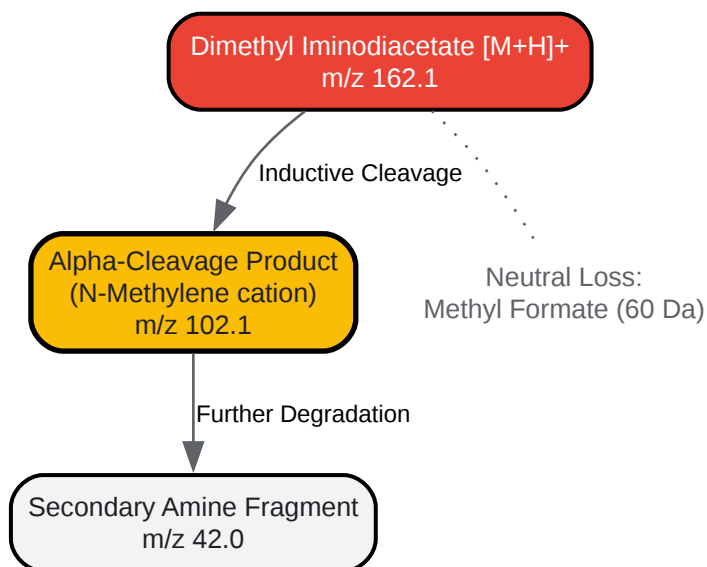 Dimethyl Iminodiacetate [M+H]+
m/z 162.1
Inductive Cleavage
Alpha-Cleavage Product
(N-Methylene cation)
m/z 102.1
Neutral Loss:
Methyl Formate (60 Da)
Further Degradation
Secondary Amine Fragment
m/z 42.0